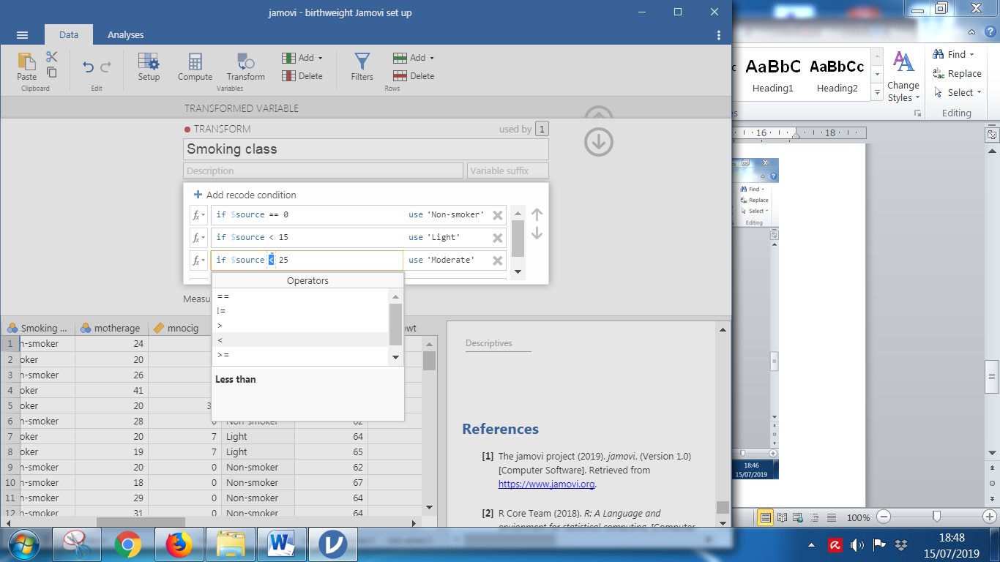 jamovi - birthweight Jamovi set up
Data Analyses
Paste Setup Compute Transform Add Delete Filters Add Delete
Clipboard Edit Variables Rows
TRANSFORMED VARIABLE
TRANSFORM used by 1
Smoking class
Description Variable suffix
Add recode condition
if $source == 0 use 'Non-smoker'
if $source < 15 use 'Light'
if $source < 25 use 'Moderate'
Operators
==
!=
>
<
>=
Less than
Measu
Smoking ... motherage mnocig wt
1 n-smoker 24
2 oker 20
3 n-smoker 26
4 oker 41
5 oker 20 3
6 n-smoker 28 0 Non-smoker 62
7 oker 20 7 Light 64
8 oker 19 7 Light 65
9 n-smoker 20 0 Non-smoker 62
10 n-smoker 18 0 Non-smoker 67
11 n-smoker 29 0 Non-smoker 64
12 n-smoker 31 0 Non-smoker 64
Descriptives
References
[1] The jamovi project (2019). jamovi. (Version 1.0)
[Computer Software]. Retrieved from
https://www.jamovi.org.
[2] R Core Team (2018). R: A Language and
envionment for statistical computing. [Computer
AaBbC AaBbCc
Heading1 Heading2
Change
Styles
Find
Replace
Select
Editing
16 18
Find
Replace
Select
Editing
18:46
15/07/2019
100%
18:48
15/07/2019